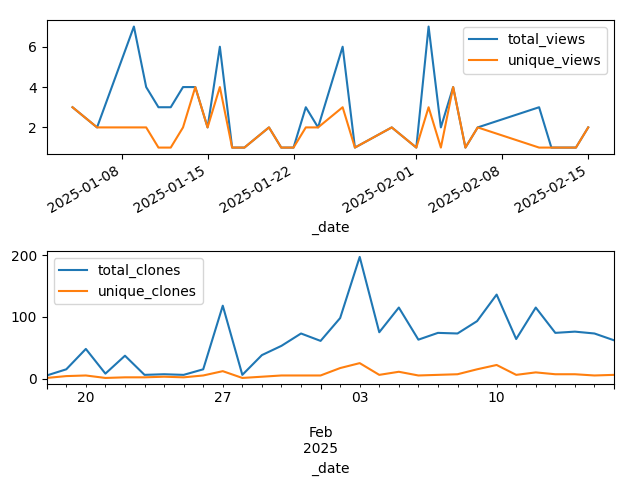 6
4
2
total_views
unique_views
2025-01-08
2025-01-15
2025-01-22
2025-02-01
2025-02-08
2025-02-15
_date
200
100
0
total_clones
unique_clones
20
27
03
10
Feb
2025
_date